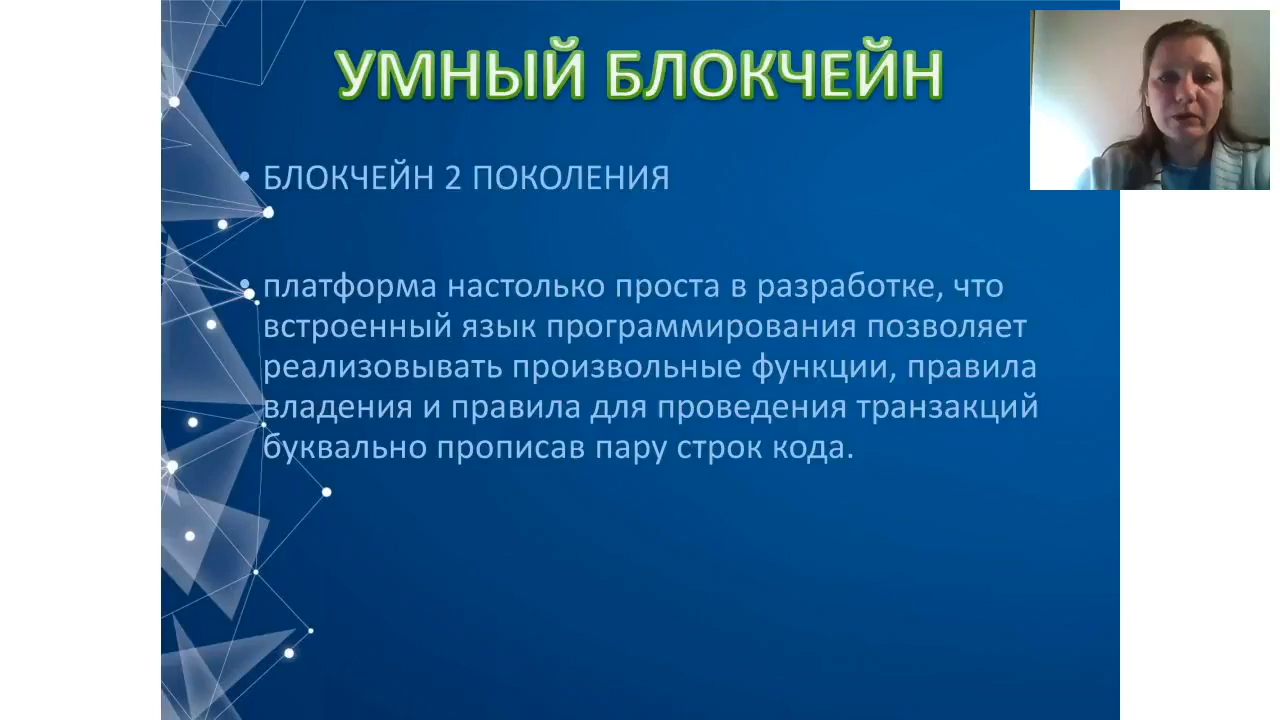 УМНЫЙ БЛОКЧЕЙН
• БЛОКЧЕЙН 2 ПОКОЛЕНИЯ
• платформа настолько проста в разработке, что
встроенный язык программирования позволяет
реализовывать произвольные функции, правила
владения и правила для проведения транзакций
буквально прописав пару строк кода.